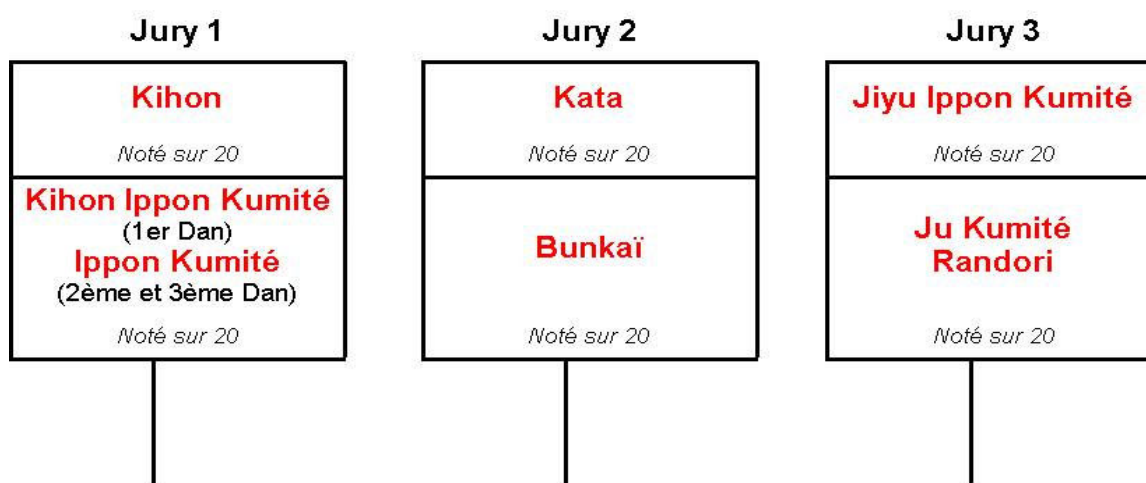 Jury 1
Kihon
Noté sur 20
Kihon Ippon Kumité
(1er Dan)
Ippon Kumité
(2ème et 3ème Dan)
Noté sur 20
Jury 2
Kata
Noté sur 20
Bunkaï
Noté sur 20
Jury 3
Jiyu Ippon Kumité
Noté sur 20
Ju Kumité
Randori
Noté sur 20